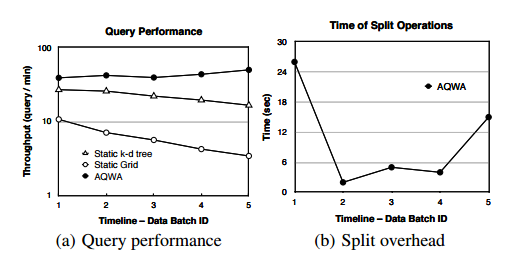 Query Performance
Throughput (query / min)
100
10
1
Static k-d tree
Static Grid
AQWA
1 2 3 4 5
Timeline – Data Batch ID
(a) Query performance
Time of Split Operations
Time (sec)
30
24
18
12
6
0
AQWA
1 2 3 4 5
Timeline – Data Batch ID
(b) Split overhead